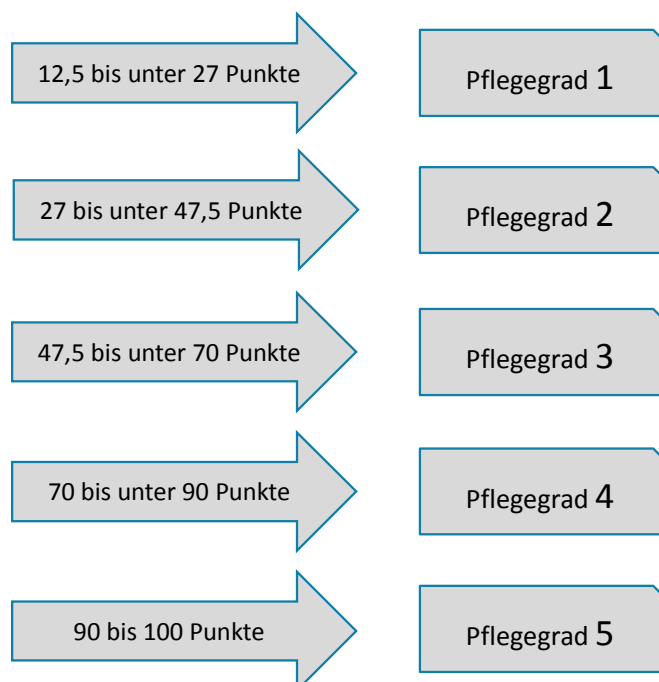 12,5 bis unter 27 Punkte
Pflegegrad 1
27 bis unter 47,5 Punkte
Pflegegrad 2
47,5 bis unter 70 Punkte
Pflegegrad 3
70 bis unter 90 Punkte
Pflegegrad 4
90 bis 100 Punkte
Pflegegrad 5